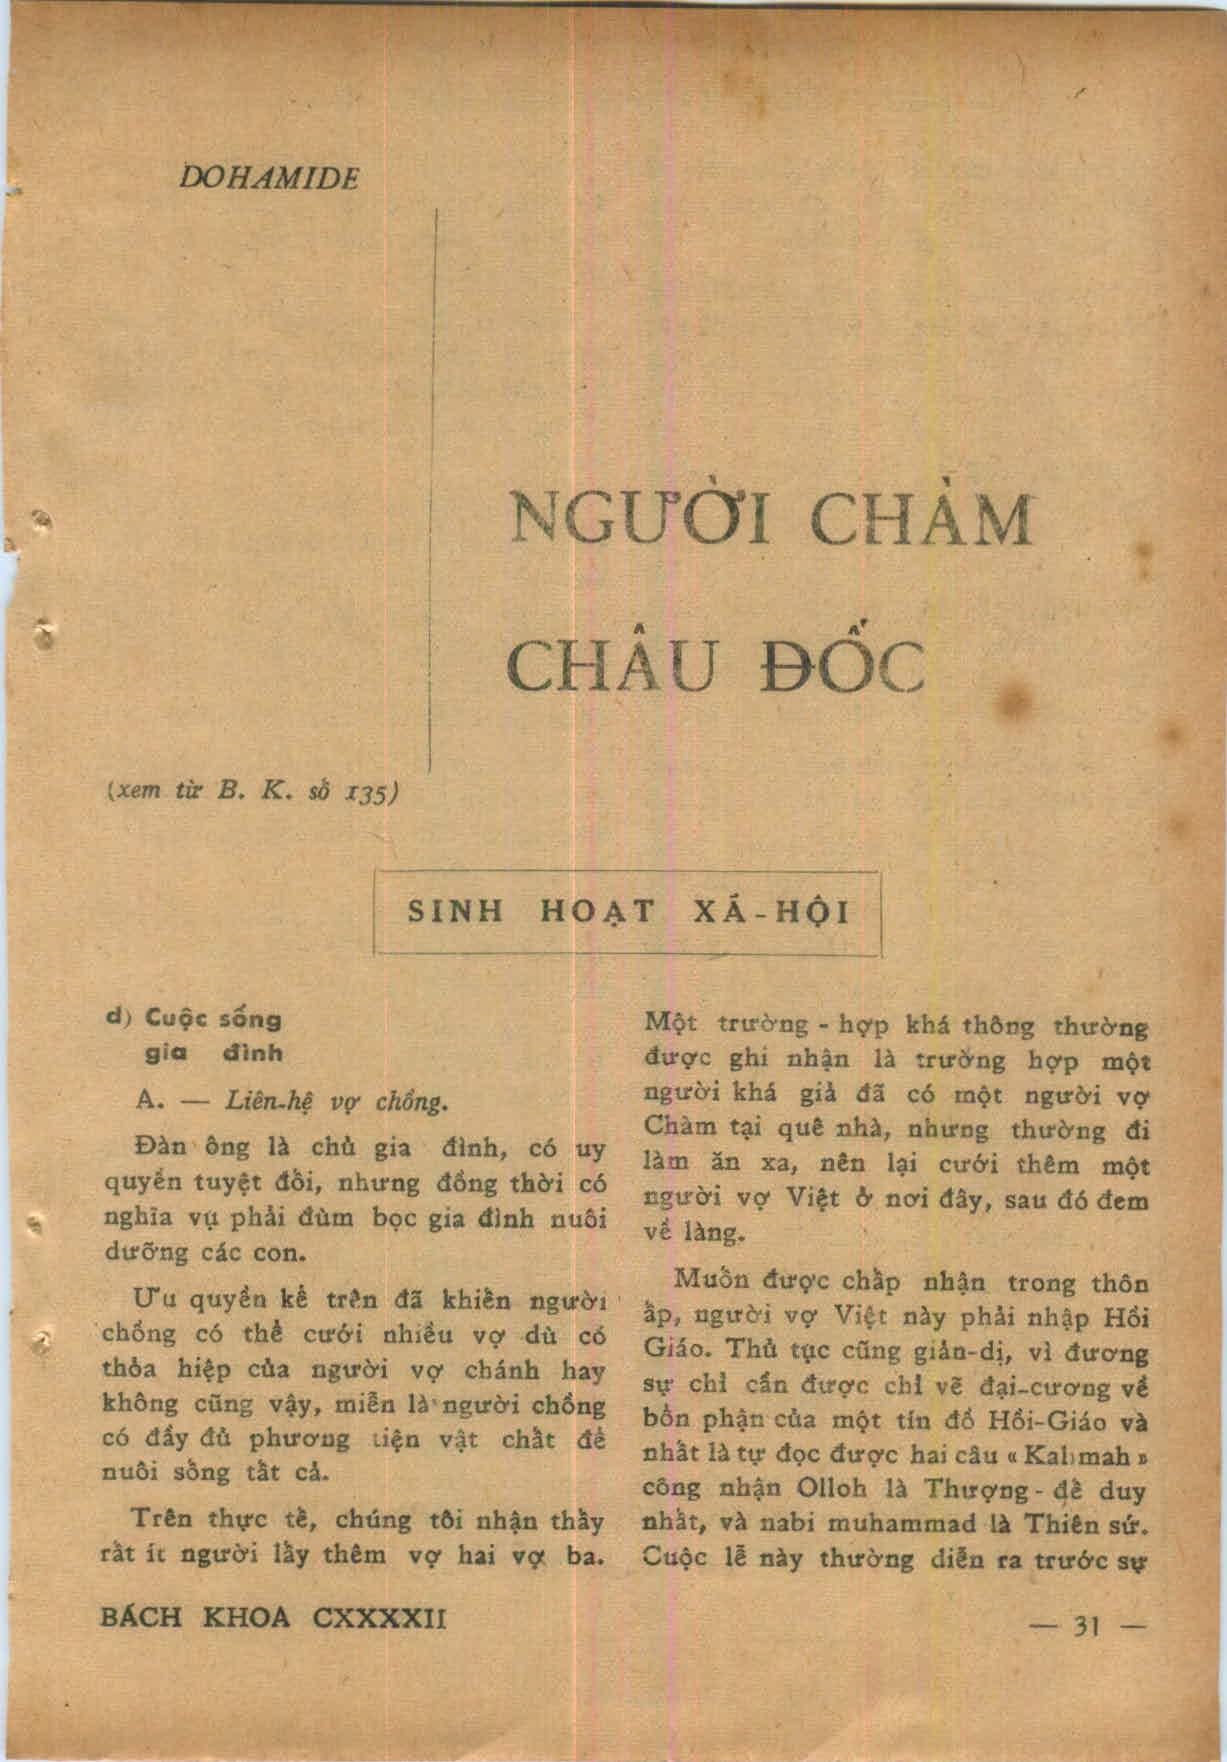 DOHAMIDE
NGƯỜI CHÀM
CHÂU ĐỐC
(xem từ B. K. số 135)
SINH HOẠT XÃ-HỘI
d) Cuộc sống
gia đình
A. — Liên-hệ vợ chồng.
Đàn ông là chủ gia đình, có uy
quyền tuyệt đối, nhưng đồng thời có
nghĩa vụ phải đùm bọc gia đình nuôi
dưỡng các con.
Ưu quyền kể trên đã khiến người
chồng có thể cưới nhiều vợ dù có
thỏa hiệp của người vợ chánh hay
không cũng vậy, miễn là người chồng
có đầy đủ phương tiện vật chất để
nuôi sống tất cả.
Trên thực tế, chúng tôi nhận thấy
rất ít người lấy thêm vợ hai vợ ba.
Một trường - hợp khá thông thường
được ghi nhận là trường hợp một
người khá giả đã có một người vợ
Chàm tại quê nhà, nhưng thường đi
làm ăn xa, nên lại cưới thêm một
người vợ Việt ở nơi đây, sau đó đem
về làng.
Muốn được chấp nhận trong thôn
ấp, người vợ Việt này phải nhập Hồi
Giáo. Thủ tục cũng giản-dị, vì đương
sự chỉ cần được chỉ vẽ đại-cương về
bổn phận của một tín đồ Hồi-Giáo và
nhất là tự đọc được hai câu « Kalimah »
công nhận Olloh là Thượng - đế duy
nhất, và nabi muhammad là Thiên sứ.
Cuộc lễ này thường diễn ra trước sự
BÁCH KHOA CXXXXII
— 31 —